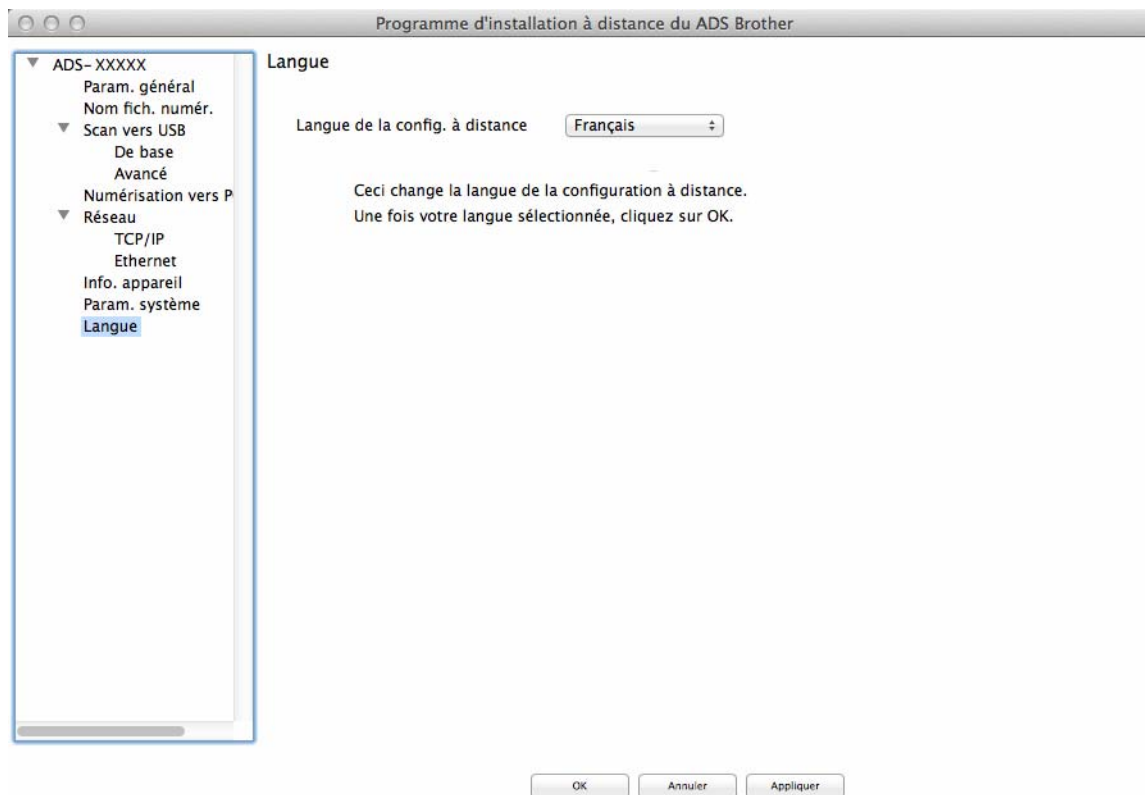 Programme d'installation à distance du ADS Brother
ADS- XXXXX
Param. général
Nom fich. numér.
Scan vers USB
De base
Avancé
Numérisation vers
Réseau
TCP/IP
Ethernet
Info. appareil
Param. système
Langue
Langue
Langue de la config. à distance Français
Ceci change la langue de la configuration à distance.
Une fois votre langue sélectionnée, cliquez sur OK.
OK Annuler Appliquer